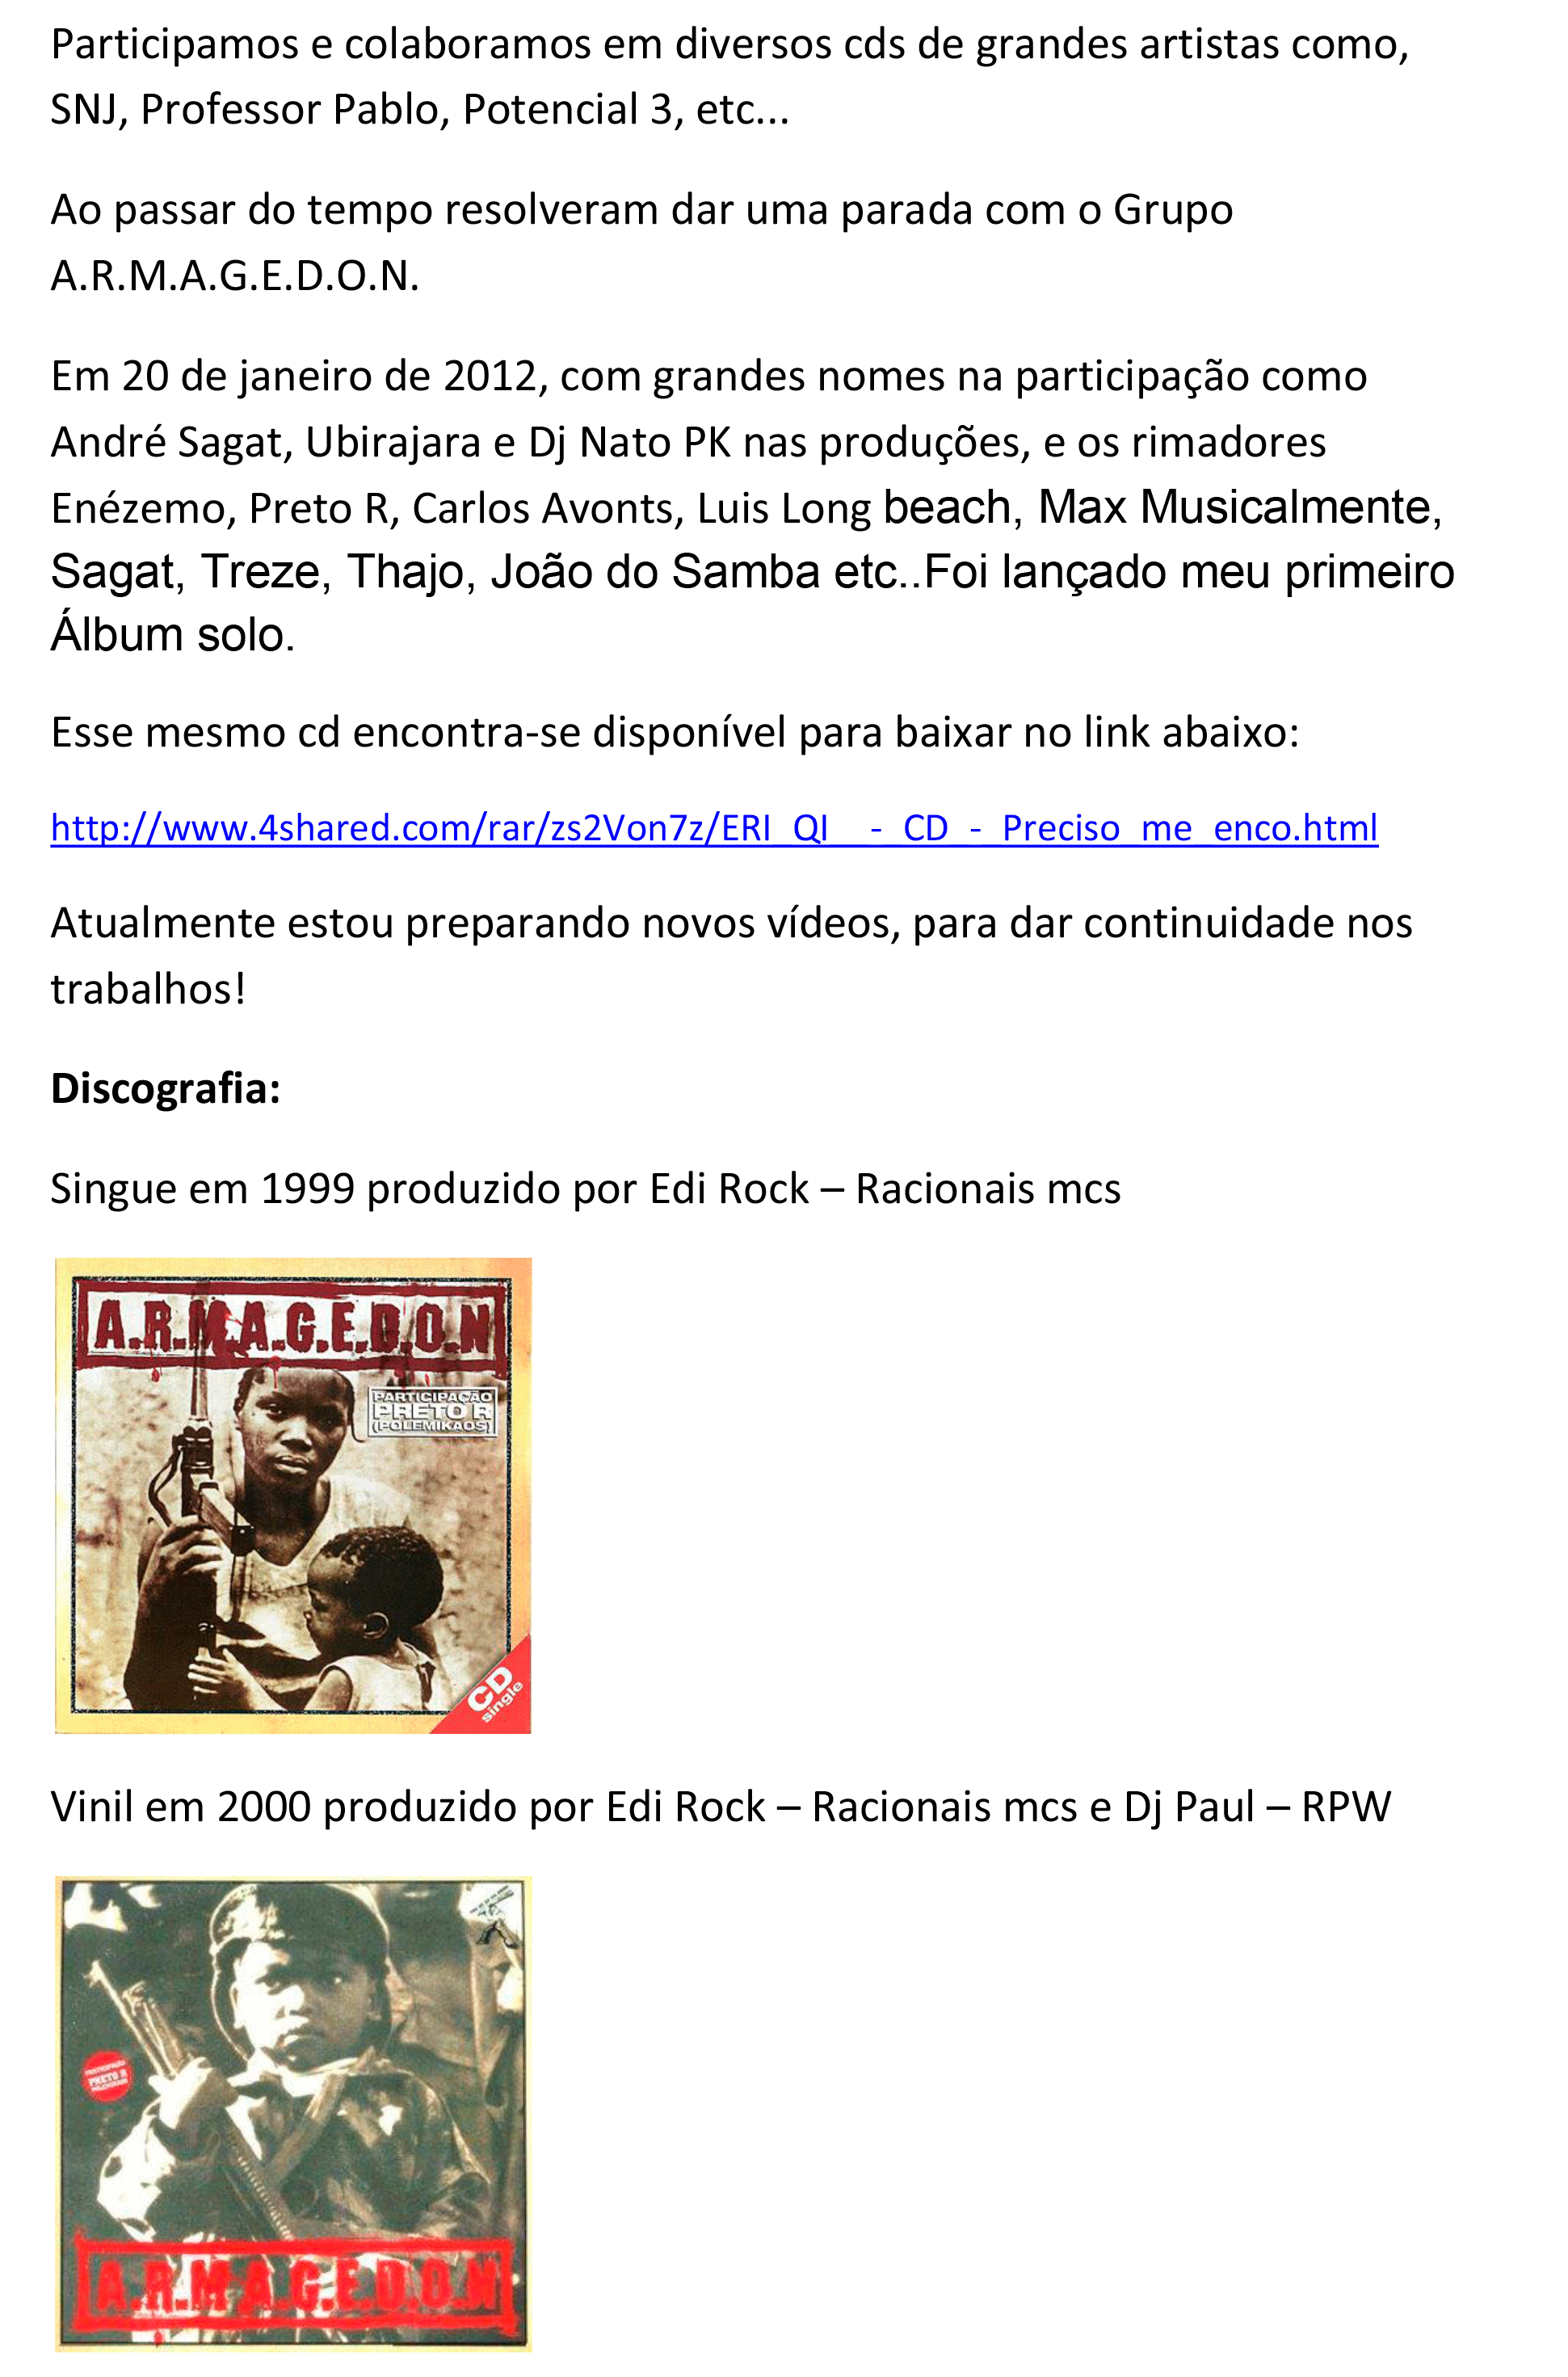 Participamos e colaboramos em diversos cds de grandes artistas como,
SNJ, Professor Pablo, Potencial 3, etc...
Ao passar do tempo resolveram dar uma parada com o Grupo
A.R.M.A.G.E.D.O.N.
Em 20 de janeiro de 2012, com grandes nomes na participação como
André Sagat, Ubirajara e Dj Nato PK nas produções, e os rimadores
Enézemo, Preto R, Carlos Avonts, Luis Long beach, Max Musicalmente,
Sagat, Treze, Thajo, João do Samba etc..Foi lançado meu primeiro
Álbum solo.
Esse mesmo cd encontra-se disponível para baixar no link abaixo:
http://www.4shared.com/rar/zs2Von7z/ERI_QI__-_CD_-_Preciso_me_enco.html
Atualmente estou preparando novos vídeos, para dar continuidade nos
trabalhos!
Discografia:
Singue em 1999 produzido por Edi Rock – Racionais mcs
A.R.M.A.G.E.D.O.N
PARTICIPAÇÃO
PRETO R
(POLEMIKAOS)
CD
single
Vinil em 2000 produzido por Edi Rock – Racionais mcs e Dj Paul – RPW
PRETO R
A.R.M.A.G.E.D.O.N